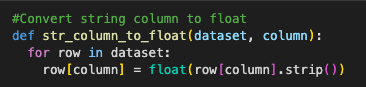 #Convert string column to float
def str_column_to_float(dataset, column):
  for row in dataset:
    row[column] = float(row[column].strip())